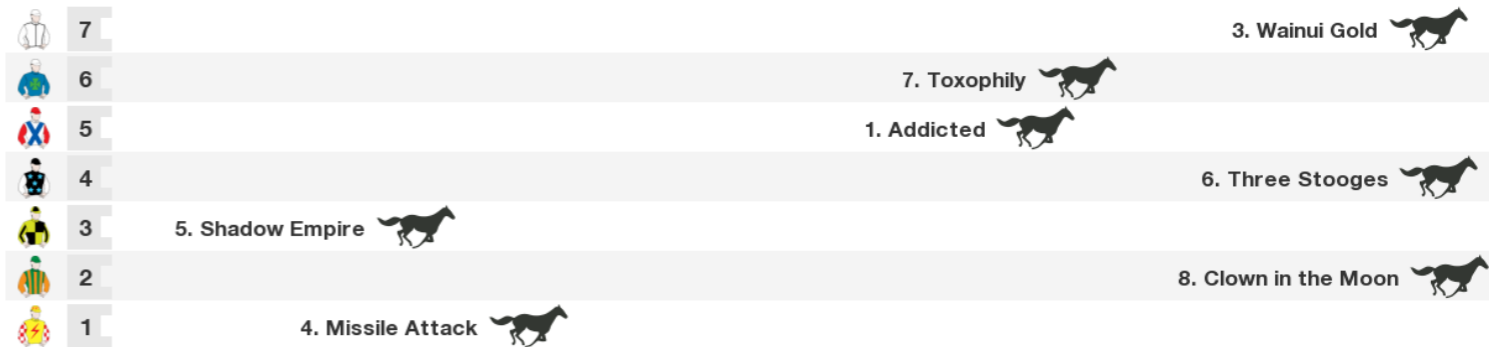 7 3. Wainui Gold
6 7. Toxophily
5 1. Addicted
4 6. Three Stooges
3 5. Shadow Empire
2 8. Clown in the Moon
1 4. Missile Attack